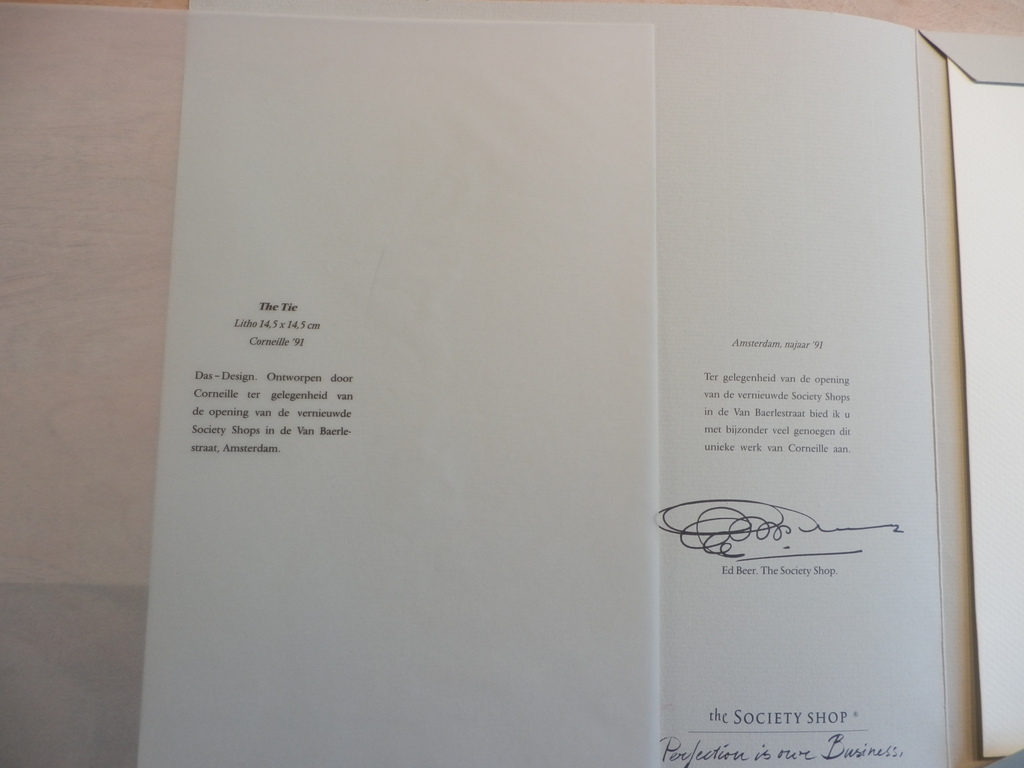 The Tie
Litho 14,5 x 14,5 cm
Corneille '91
Das – Design. Ontworpen door
Corneille ter gelegenheid van
de opening van de vernieuwde
Society Shops in de Van Baerle-
straat, Amsterdam.
Amsterdam, najaar '91
Ter gelegenheid van de opening
van de vernieuwde Society Shops
in de Van Baerlestraat bied ik u
met bijzonder veel genoegen dit
unieke werk van Corneille aan.
Ed Beer. The Society Shop.
the SOCIETY SHOP ®
Perfection is our Business.